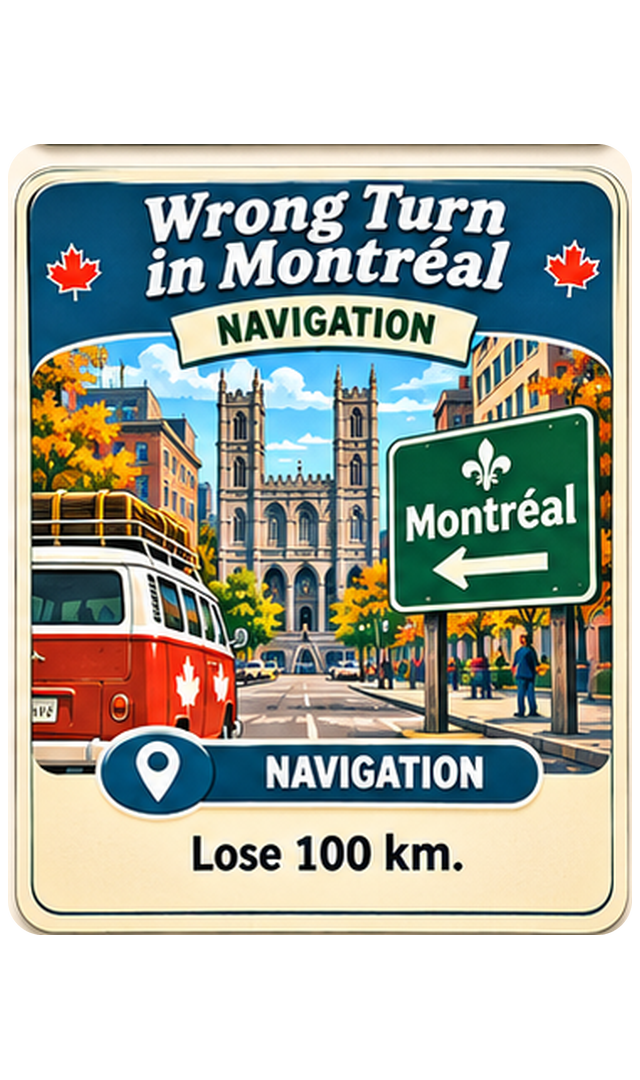 Wrong Turn
in Montréal
NAVIGATION
Montréal
NAVIGATION
Lose 100 km.